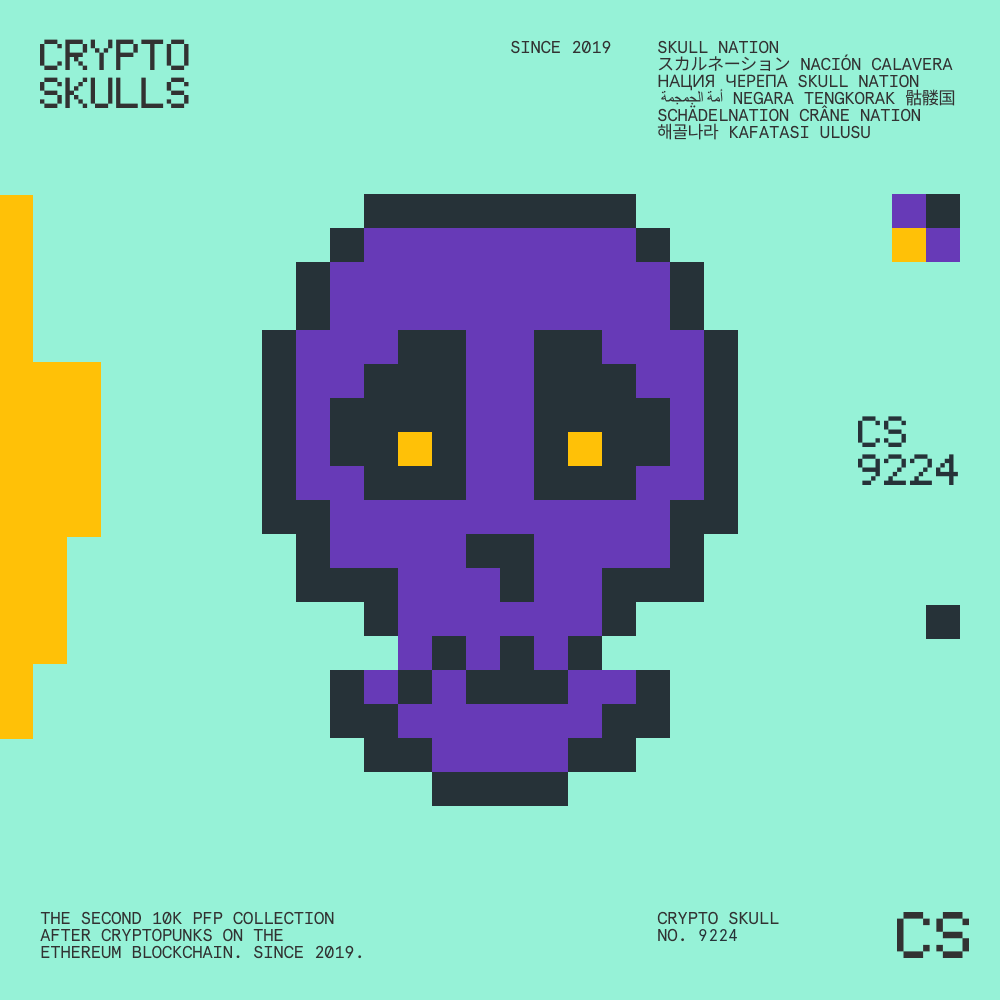 CRYPTO
SKULLS
SINCE 2019
SKULL NATION
スカルネーション NACIÓN CALAVERA
НАЦИЯ ЧЕРЕПА SKULL NATION
أمة الجمجمة NEGARA TENGKORAK 骷髅国
SCHÄDELNATION CRÂNE NATION
해골나라 KAFATASI ULUSU
CS
9224
THE SECOND 10K PFP COLLECTION
AFTER CRYPTOPUNKS ON THE
ETHEREUM BLOCKCHAIN. SINCE 2019.
CRYPTO SKULL
NO. 9224
CS